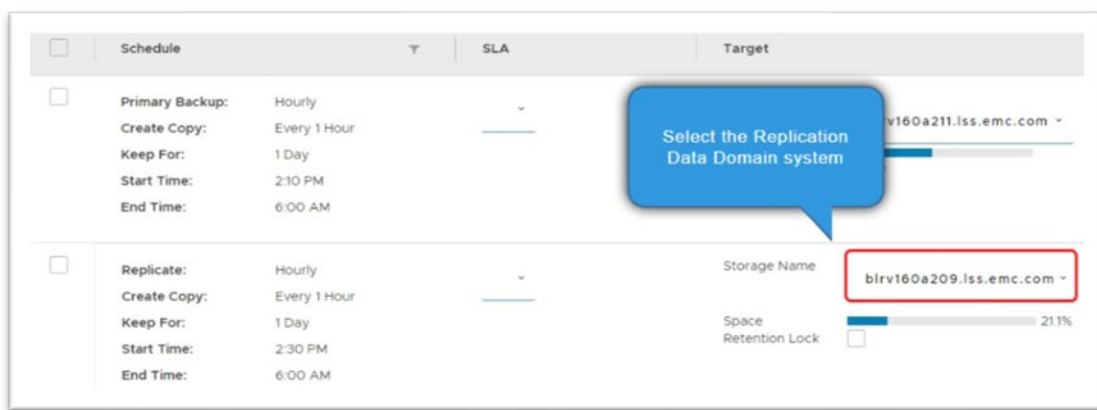 Schedule SLA Target
Primary Backup: Hourly
Create Copy: Every 1 Hour
Keep For: 1 Day
Start Time: 2:10 PM
End Time: 6:00 AM
Select the Replication
Data Domain system
v160a211.lss.emc.com
Replicate: Hourly
Create Copy: Every 1 Hour
Keep For: 1 Day
Start Time: 2:30 PM
End Time: 6:00 AM
Storage Name blrv160a209.lss.emc.com
Space 21.1%
Retention Lock